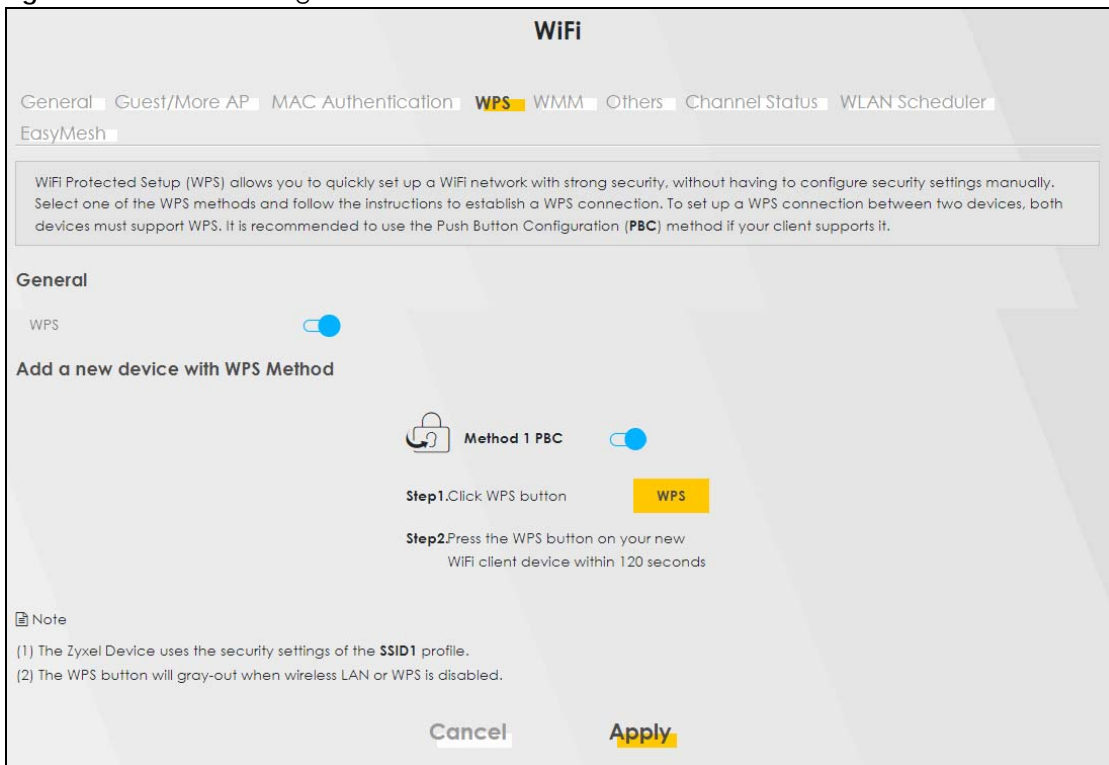 WiFi
General Guest/More AP MAC Authentication WPS WMM Others Channel Status WLAN Scheduler
EasyMesh
WiFi Protected Setup (WPS) allows you to quickly set up a WiFi network with strong security, without having to configure security settings manually.
Select one of the WPS methods and follow the instructions to establish a WPS connection. To set up a WPS connection between two devices, both
devices must support WPS. It is recommended to use the Push Button Configuration (PBC) method if your client supports it.
General
WPS
Add a new device with WPS Method
Method 1 PBC
Step1.Click WPS button WPS
Step2.Press the WPS button on your new
WiFi client device within 120 seconds
Note
(1) The Zyxel Device uses the security settings of the SSID1 profile.
(2) The WPS button will gray-out when wireless LAN or WPS is disabled.
Cancel Apply